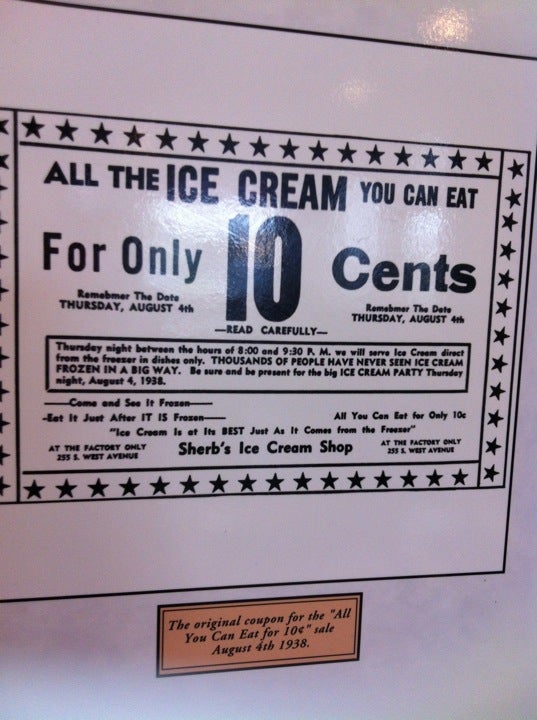 ALL THE ICE CREAM YOU CAN EAT
For Only 10 Cents
Remebmer The Date
THURSDAY, AUGUST 4th
Remebmer The Date
THURSDAY, AUGUST 4th
—READ CAREFULLY—
Thursday night between the hours of 8:00 and 9:30 P. M. we will serve Ice Cream direct
from the freezer in dishes only. THOUSANDS OF PEOPLE HAVE NEVER SEEN ICE CREAM
FROZEN IN A BIG WAY. Be sure and be present for the big ICE CREAM PARTY Thursday
night, August 4, 1938.
—Come and See It Frozen—
-Eat It Just After IT IS Frozen— All You Can Eat for Only 10c
"Ice Cream Is at Its BEST Just As It Comes from the Freezer"
AT THE FACTORY ONLY
255 S. WEST AVENUE
Sherb's Ice Cream Shop
AT THE FACTORY ONLY
255 S. WEST AVENUE
The original coupon for the "All
You Can Eat for 10¢" sale
August 4th 1938.